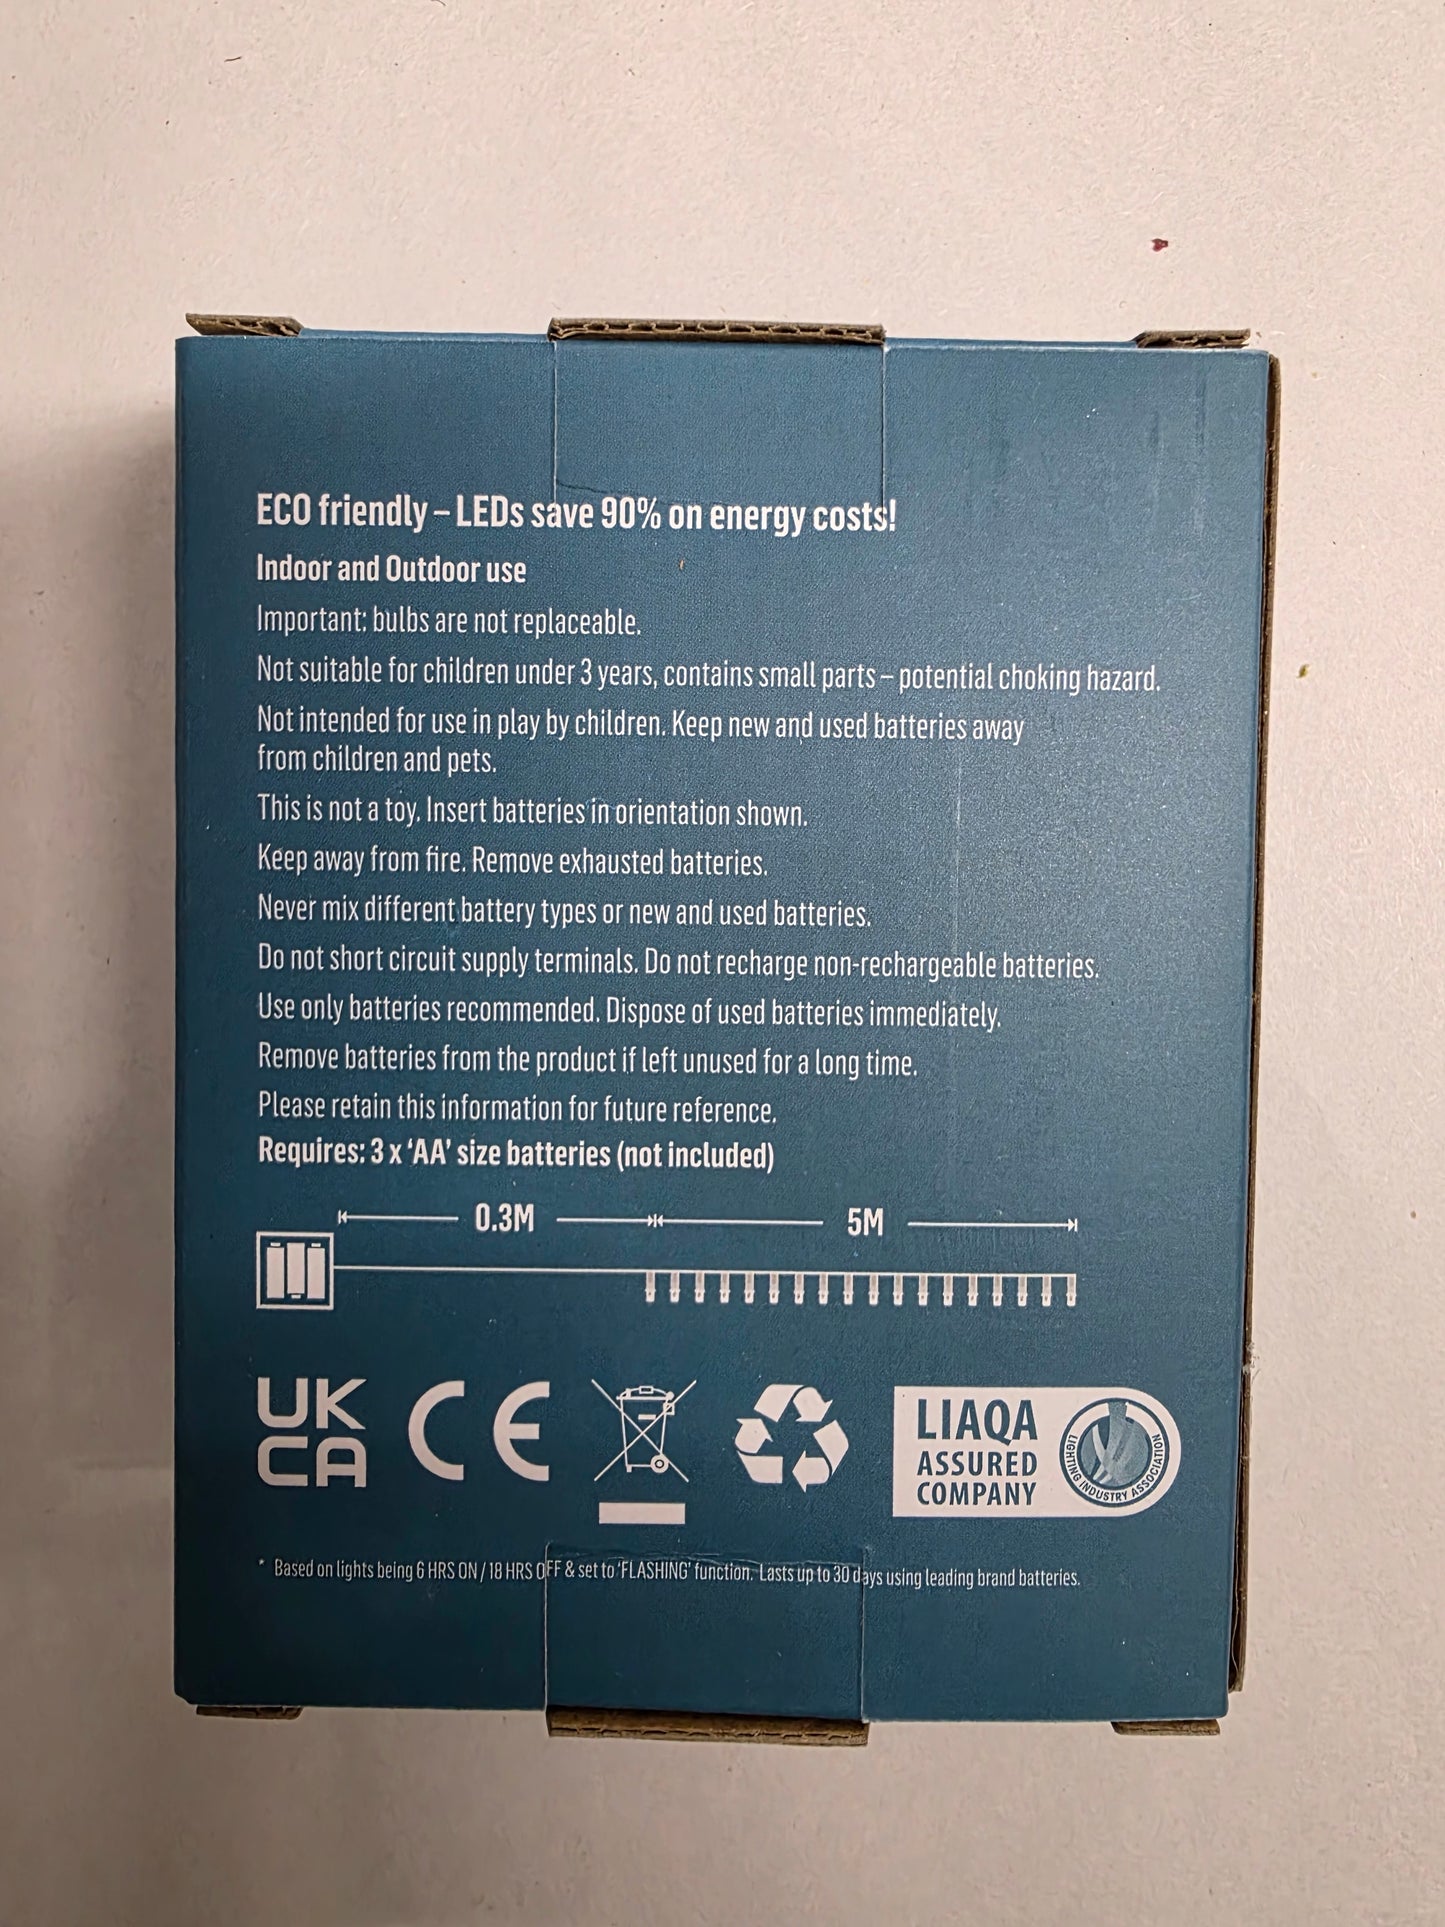 ECO friendly – LEDs save 90% on energy costs!
Indoor and Outdoor use
Important: bulbs are not replaceable.
Not suitable for children under 3 years, contains small parts – potential choking hazard.
Not intended for use in play by children. Keep new and used batteries away
from children and pets.
This is not a toy. Insert batteries in orientation shown.
Keep away from fire. Remove exhausted batteries.
Never mix different battery types or new and used batteries.
Do not short circuit supply terminals. Do not recharge non-rechargeable batteries.
Use only batteries recommended. Dispose of used batteries immediately.
Remove batteries from the product if left unused for a long time.
Please retain this information for future reference.
Requires: 3 x ‘AA’ size batteries (not included)
0.3M 5M
UK
CA
CE
LIAQA
ASSURED
COMPANY
LIGHTING INDUSTRY ASSOCIATION
* Based on lights being 6 HRS ON / 18 HRS OFF & set to ‘FLASHING’ function. Lasts up to 30 days using leading brand batteries.